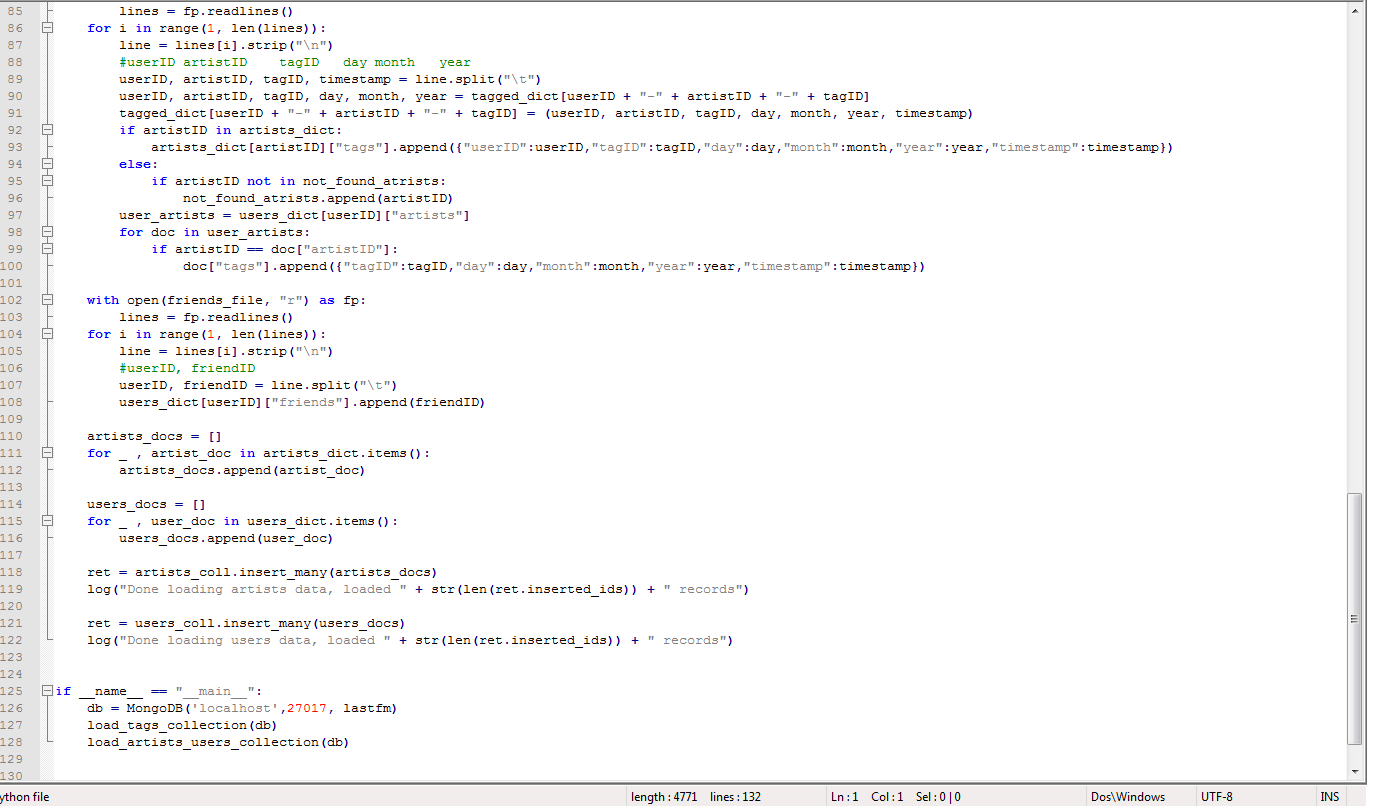 85 lines = fp.readlines()
86 for i in range(1, len(lines)):
87 line = lines[i].strip("\n")
88 #userID artistID    tagID   day month   year
89 userID, artistID, tagID, timestamp = line.split("\t")
90 userID, artistID, tagID, day, month, year = tagged_dict[userID + "-" + artistID + "-" + tagID]
91 tagged_dict[userID + "-" + artistID + "-" + tagID] = (userID, artistID, tagID, day, month, year, timestamp)
92 if artistID in artists_dict:
93 artists_dict[artistID]["tags"].append({"userID":userID,"tagID":tagID,"day":day,"month":month,"year":year,"timestamp":timestamp})
94 else:
95 if artistID not in not_found_atrists:
96 not_found_atrists.append(artistID)
97 user_artists = users_dict[userID]["artists"]
98 for doc in user_artists:
99 if artistID == doc["artistID"]:
100 doc["tags"].append({"tagID":tagID,"day":day,"month":month,"year":year,"timestamp":timestamp})
101
102 with open(friends_file, "r") as fp:
103 lines = fp.readlines()
104 for i in range(1, len(lines)):
105 line = lines[i].strip("\n")
106 #userID, friendID
107 userID, friendID = line.split("\t")
108 users_dict[userID]["friends"].append(friendID)
109
110 artists_docs = []
111 for _ , artist_doc in artists_dict.items():
112 artists_docs.append(artist_doc)
113
114 users_docs = []
115 for _ , user_doc in users_dict.items():
116 users_docs.append(user_doc)
117
118 ret = artists_coll.insert_many(artists_docs)
119 log("Done loading artists data, loaded " + str(len(ret.inserted_ids)) + " records")
120
121 ret = users_coll.insert_many(users_docs)
122 log("Done loading users data, loaded " + str(len(ret.inserted_ids)) + " records")
123
124
125 if __name__ == "__main__":
126 db = MongoDB('localhost',27017, lastfm)
127 load_tags_collection(db)
128 load_artists_users_collection(db)
129
130
ython file length : 4771 lines : 132 Ln : 1 Col : 1 Sel : 0 | 0 Dos\Windows UTF-8 INS